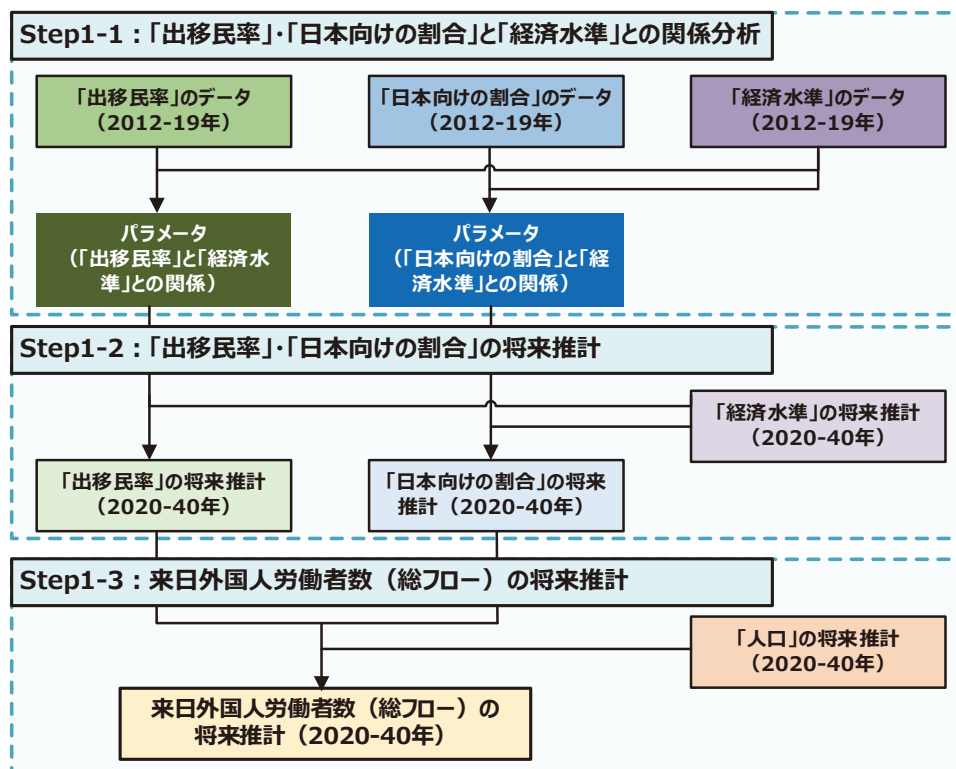 Step1-1：「出移民率」・「日本向けの割合」と「経済水準」との関係分析
「出移民率」のデータ
（2012-19年）
「日本向けの割合」のデータ
（2012-19年）
「経済水準」のデータ
（2012-19年）
パラメータ
（「出移民率」と「経済水
準」との関係）
パラメータ
（「日本向けの割合」と「経
済水準」との関係）
Step1-2：「出移民率」・「日本向けの割合」の将来推計
「経済水準」の将来推計
（2020-40年）
「出移民率」の将来推計
（2020-40年）
「日本向けの割合」の将来
推計（2020-40年）
Step1-3：来日外国人労働者数（総フロー）の将来推計
「人口」の将来推計
（2020-40年）
来日外国人労働者数（総フロー）の
将来推計（2020-40年）